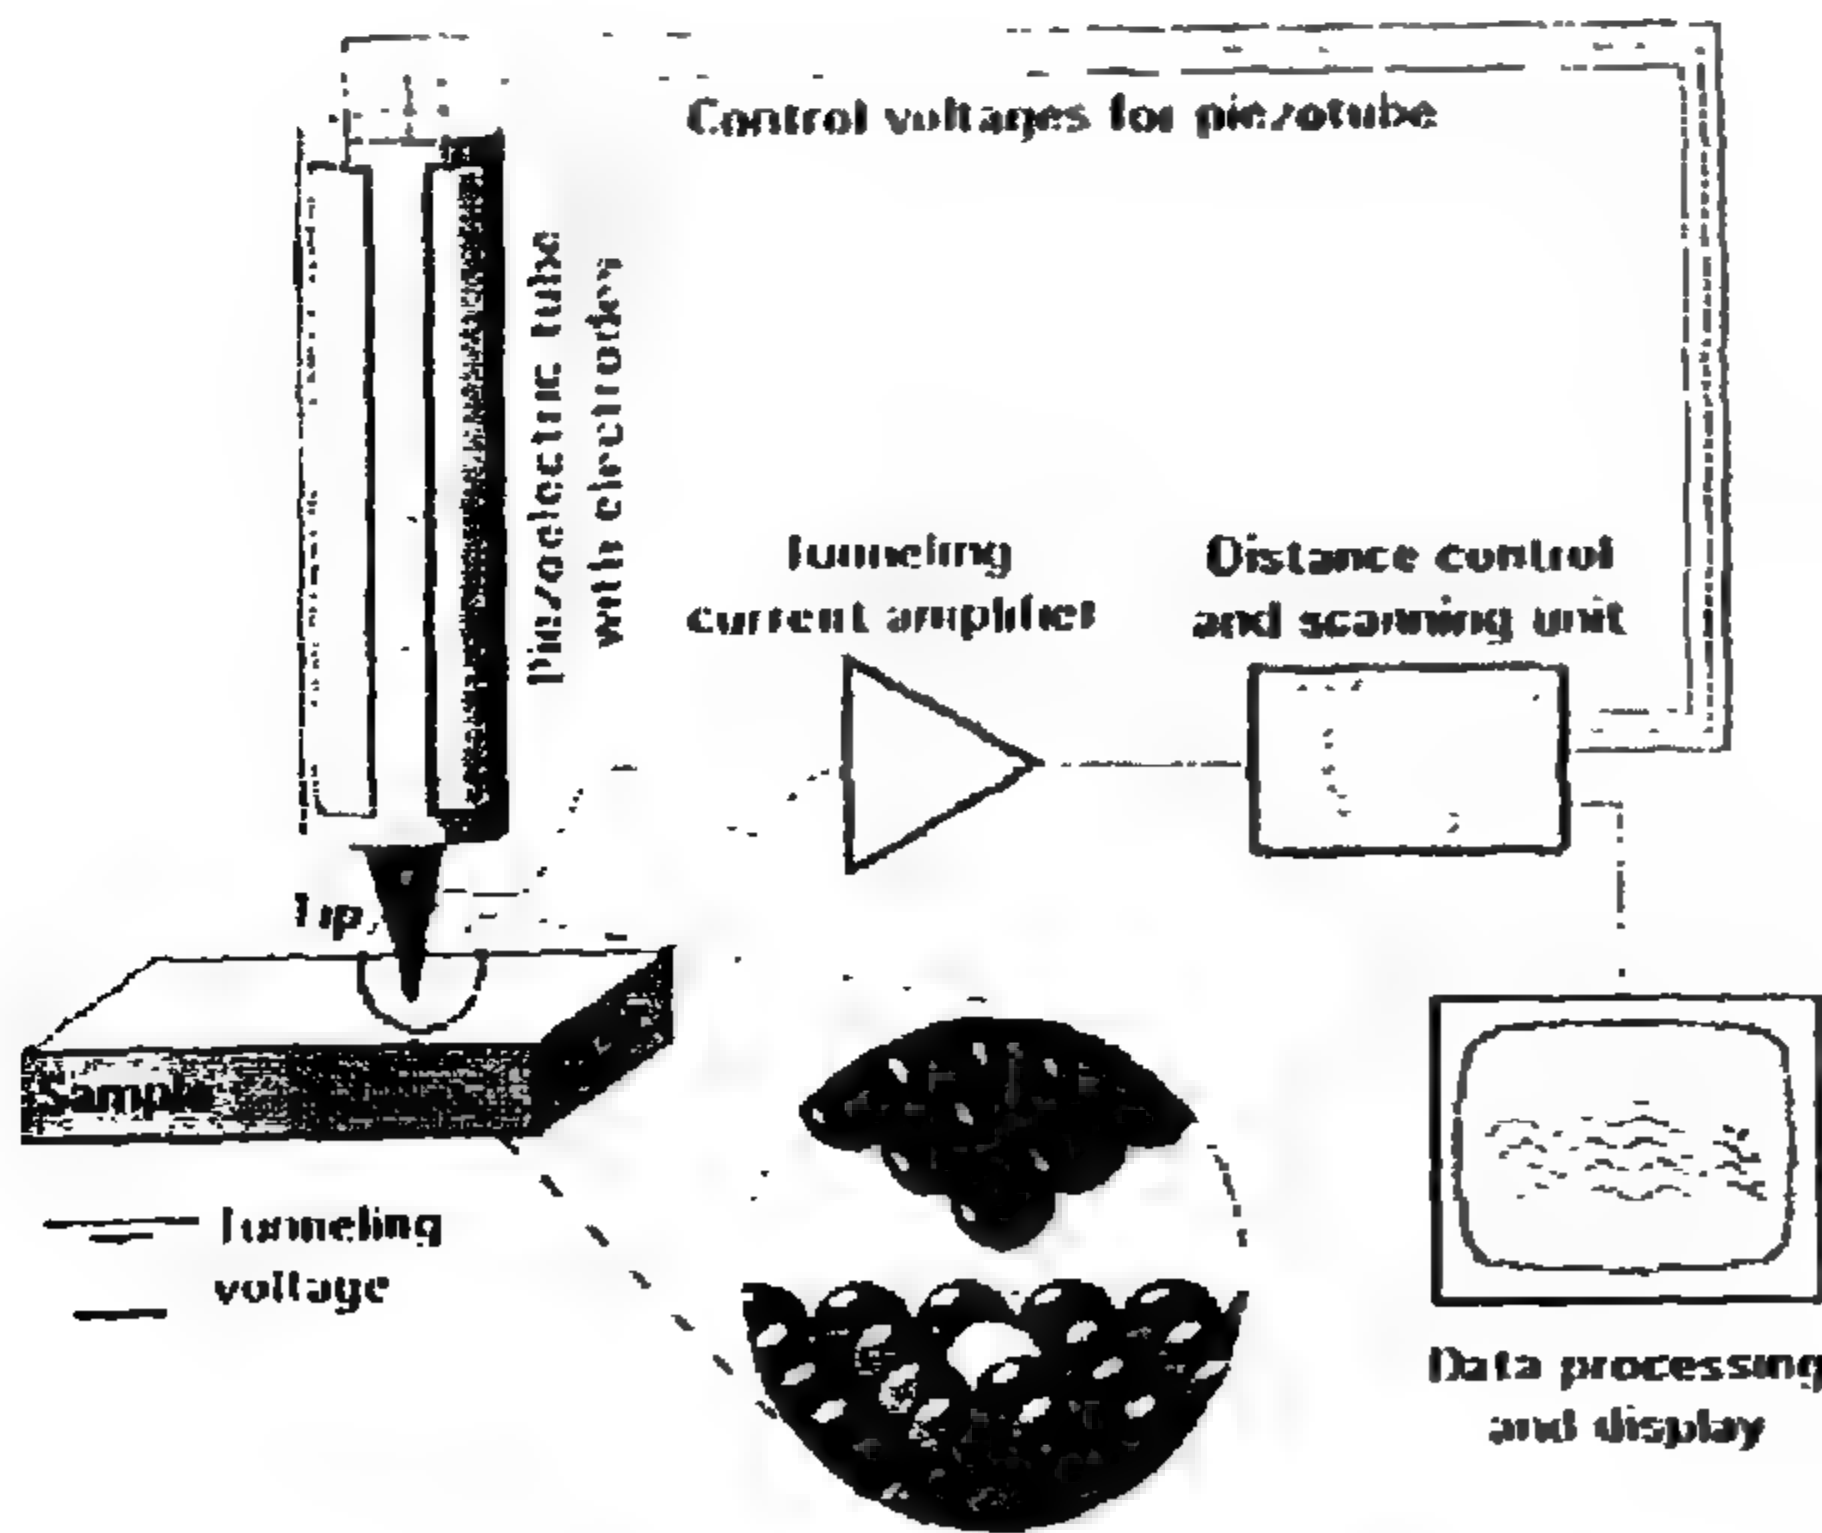 Control voltages for piezotube
Piezoelectric tube
with electrodes
Tunneling
current amplifier
Distance control
and scanning unit
Tip
Sample
Tunneling
voltage
Data processing
and display